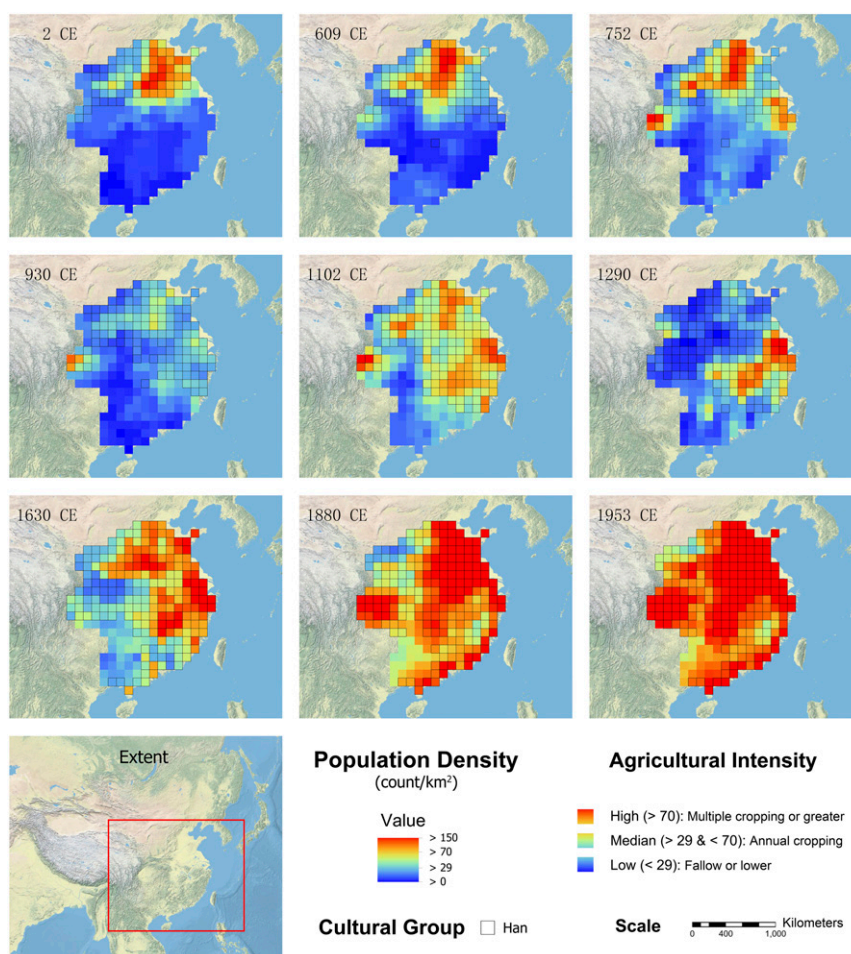 2 CE
609 CE
752 CE
930 CE
1102 CE
1290 CE
1630 CE
1880 CE
1953 CE
Extent
Population Density
(count/km²)
Value
> 150
> 70
> 29
> 0
Cultural Group
Han
Agricultural Intensity
High (> 70): Multiple cropping or greater
Median (> 29 & < 70): Annual cropping
Low (< 29): Fallow or lower
Scale
Kilometers
0 400 1,000